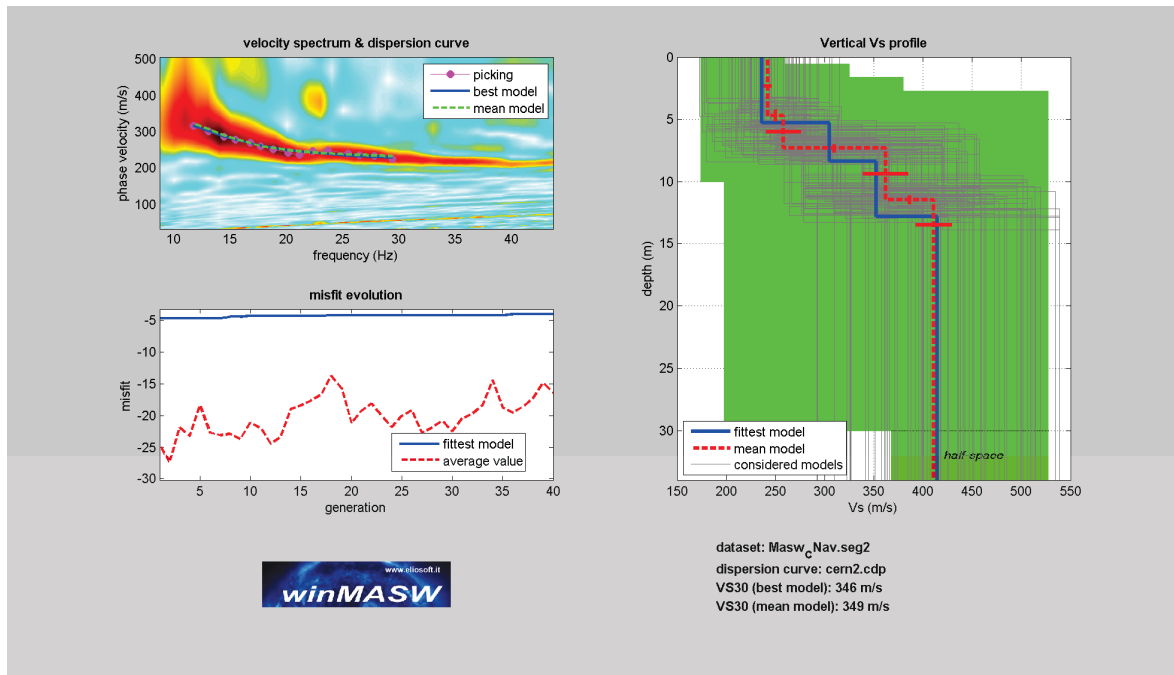 velocity spectrum & dispersion curve
500
400
300
200
100
phase velocity (m/s)
picking
best model
mean model
10 15 20 25 30 35 40
frequency (Hz)
misfit evolution
-5
-10
-15
-20
-25
-30
misfit
fittest model
average value
5 10 15 20 25 30 35 40
generation
www.eliosoft.it
winMASW
Vertical Vs profile
0
5
10
15
20
25
30
depth (m)
fittest model
mean model
considered models
half-space
150 200 250 300 350 400 450 500 550
Vs (m/s)
dataset: Masw_cNav.seg2
dispersion curve: cern2.cdp
VS30 (best model): 346 m/s
VS30 (mean model): 349 m/s